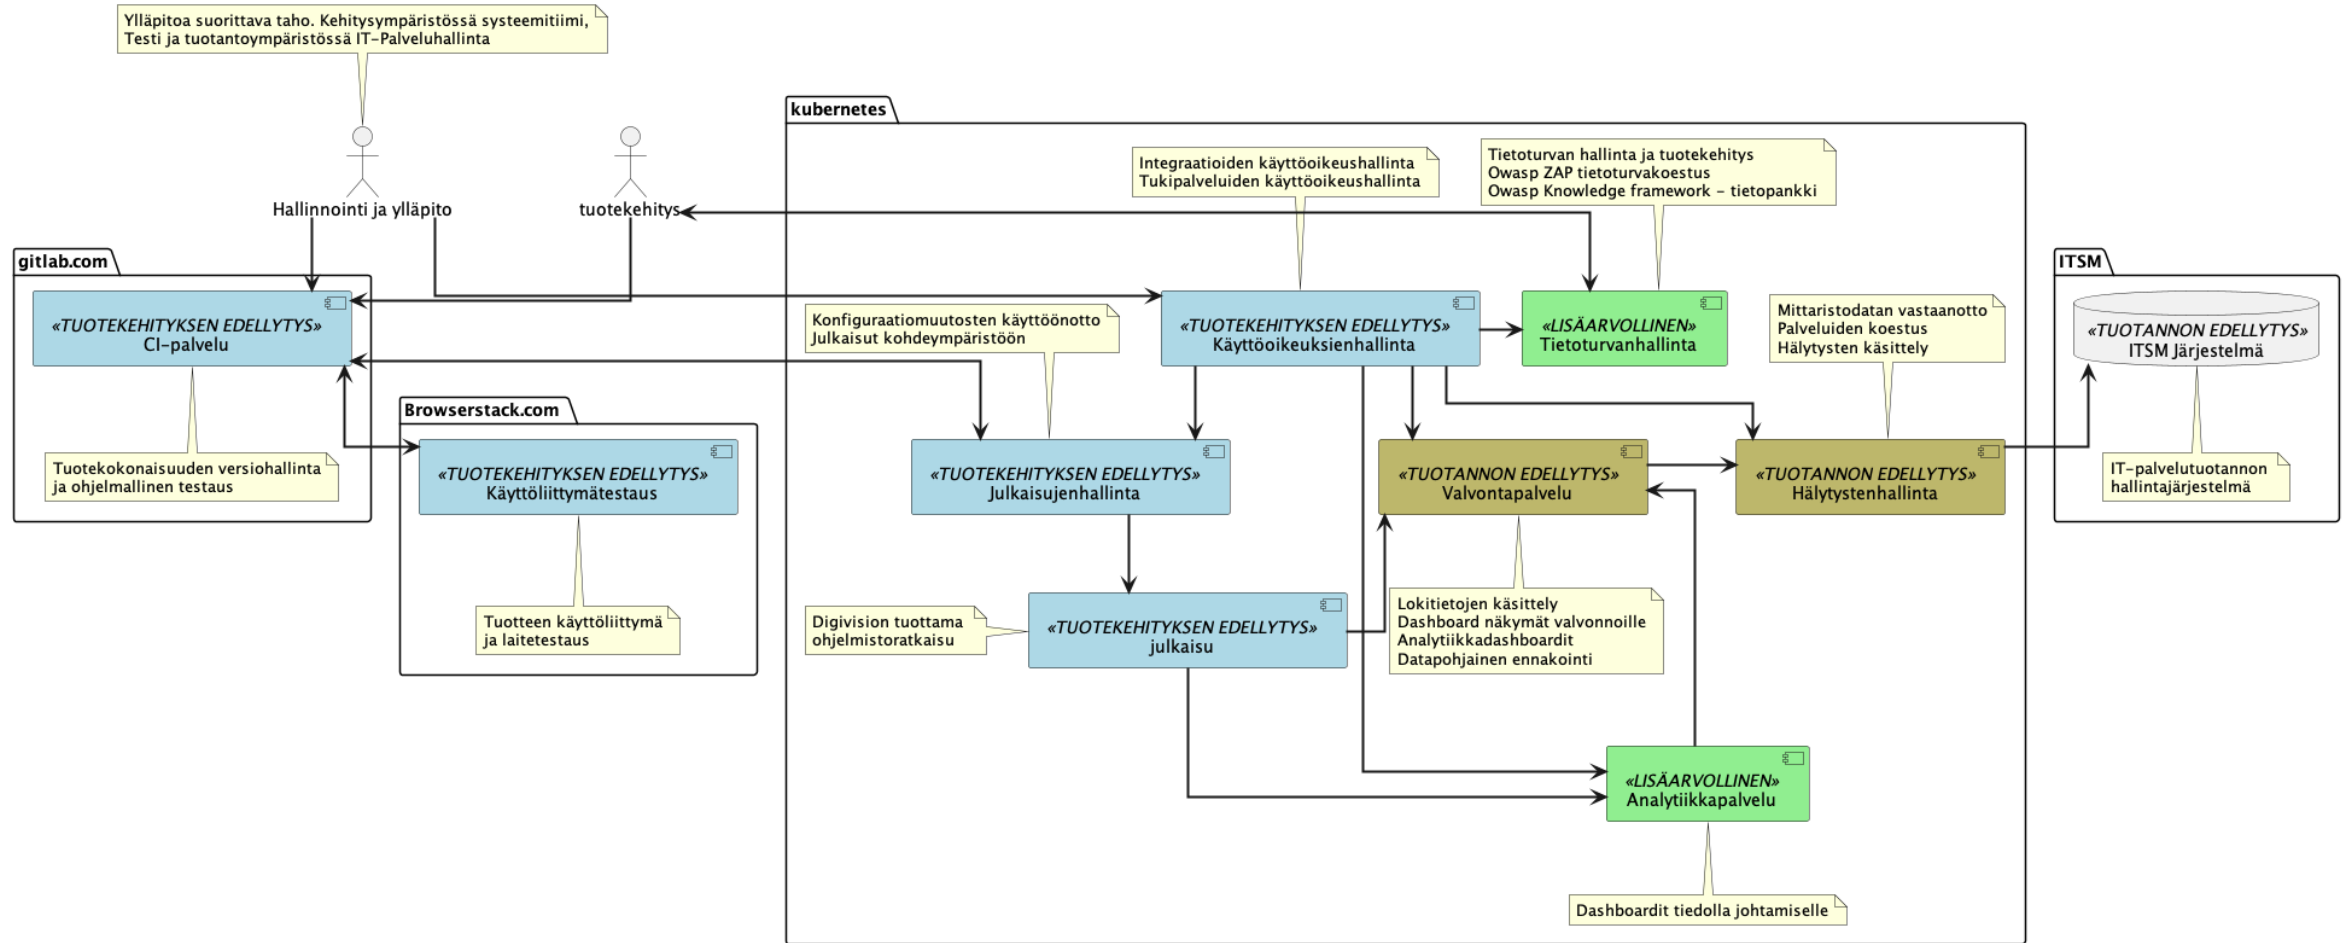 Ylläpitoa suorittava taho. Kehitysympäristössä systeemitiimi,
Testi ja tuotantoympäristössä IT-Palveluhallinta
Hallinnointi ja ylläpito
tuotekehitys
gitlab.com
«TUOTEKEHITYKSEN EDELLYTYS»
CI-palvelu
Tuotekokonaisuuden versiohallinta
ja ohjelmallinen testaus
Browserstack.com
«TUOTEKEHITYKSEN EDELLYTYS»
Käyttöliittymätestaus
Tuotteen käyttöliittymä
ja laitetestaus
kubernetes
Integraatioiden käyttöoikeushallinta
Tukipalveluiden käyttöoikeushallinta
Tietoturvan hallinta ja tuotekehitys
Owasp ZAP tietoturvakoestus
Owasp Knowledge framework - tietopankki
Konfiguraatiomuutosten käyttöönotto
Julkaisut kohdeympäristöön
«TUOTEKEHITYKSEN EDELLYTYS»
Käyttöoikeuksienhallinta
«LISÄARVOLLINEN»
Tietoturvanhallinta
Mittaristodatan vastaanotto
Palveluiden koestus
Hälytysten käsittely
«TUOTEKEHITYKSEN EDELLYTYS»
Julkaisujenhallinta
«TUOTANNON EDELLYTYS»
Valvontapalvelu
«TUOTANNON EDELLYTYS»
Hälytystenhallinta
Digivision tuottama
ohjelmistoratkaisu
«TUOTEKEHITYKSEN EDELLYTYS»
julkaisu
Lokitietojen käsittely
Dashboard näkymät valvonnoille
Analytiikkadashboardit
Datapohjainen ennakointi
«LISÄARVOLLINEN»
Analytiikkapalvelu
Dashboardit tiedolla johtamiselle
ITSM
«TUOTANNON EDELLYTYS»
ITSM Järjestelmä
IT-palvelutuotannon
hallintajärjestelmä